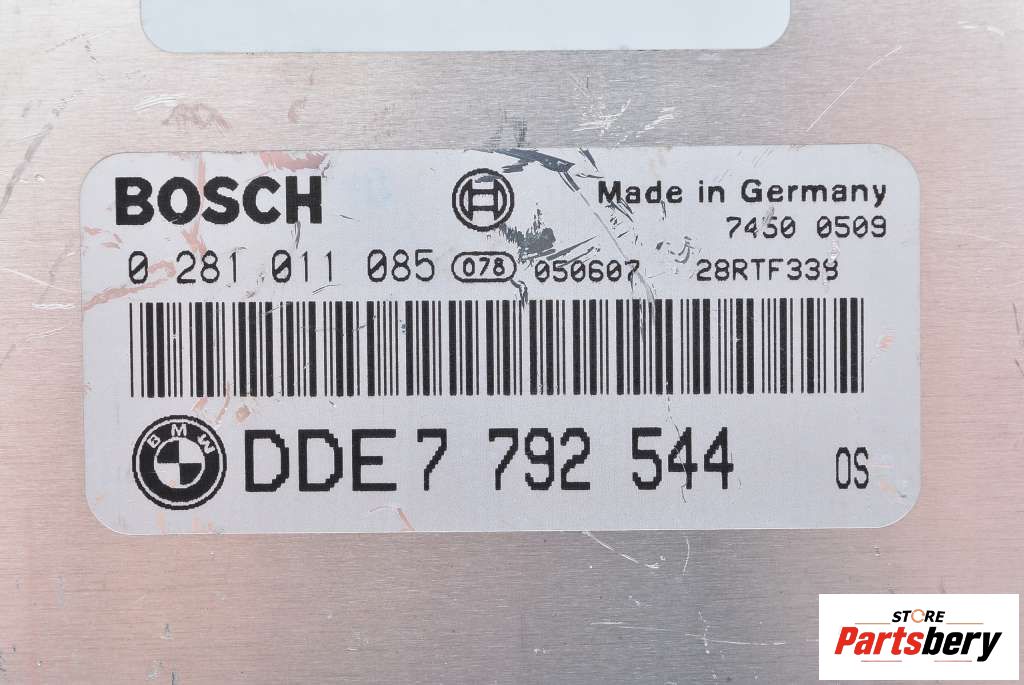 BOSCH
Made in Germany
7450 0509
0 281 011 085 078 050607 28RTF339
BMW DDE 7 792 544 OS
STORE
Partsbery